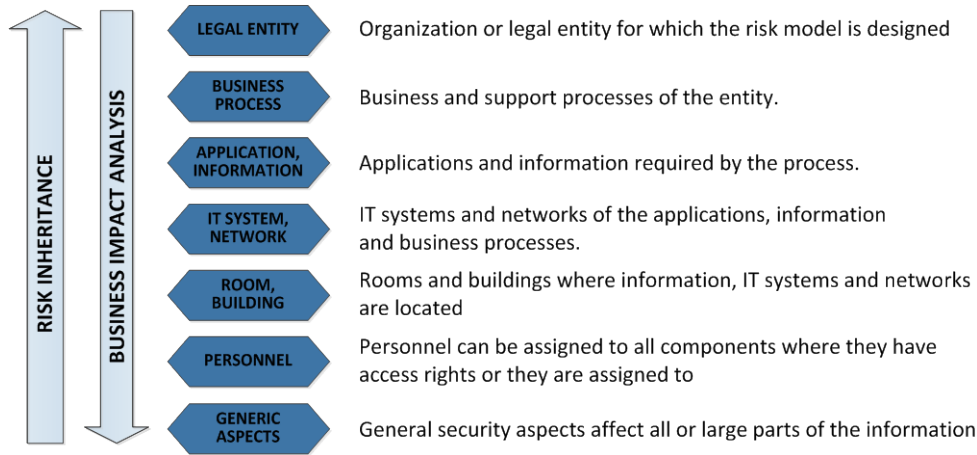 RISK INHERITANCE
BUSINESS IMPACT ANALYSIS
LEGAL ENTITY
Organization or legal entity for which the risk model is designed
BUSINESS
PROCESS
Business and support processes of the entity.
APPLICATION,
INFORMATION
Applications and information required by the process.
IT SYSTEM,
NETWORK
IT systems and networks of the applications, information
and business processes.
ROOM,
BUILDING
Rooms and buildings where information, IT systems and networks
are located
PERSONNEL
Personnel can be assigned to all components where they have
access rights or they are assigned to
GENERIC
ASPECTS
General security aspects affect all or large parts of the information